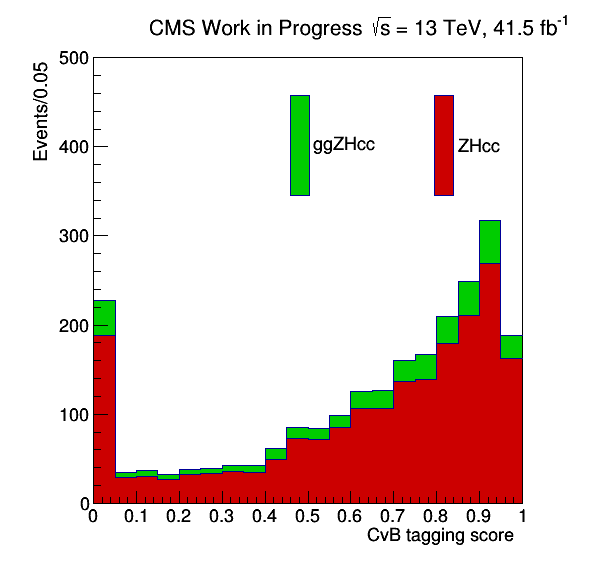 CMS Work in Progress √s = 13 TeV, 41.5 fb⁻¹
Events/0.05
500
400
300
200
100
0
ggZHcc
ZHcc
0 0.1 0.2 0.3 0.4 0.5 0.6 0.7 0.8 0.9 1
CvB tagging score